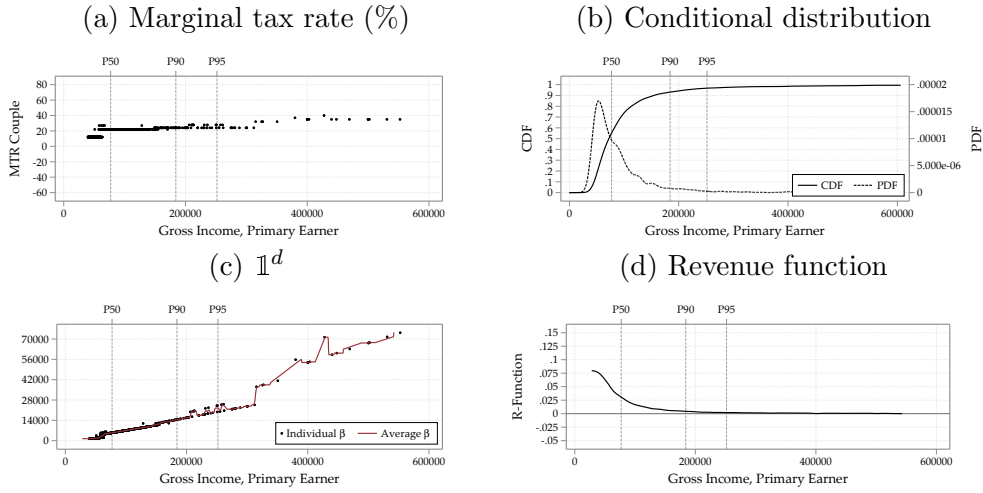 (a) Marginal tax rate (%)
P50 P90 P95
MTR Couple
80
60
40
20
0
-20
-40
-60
0 200000 400000 600000
Gross Income, Primary Earner
(b) Conditional distribution
P50 P90 P95
CDF
1
.9
.8
.7
.6
.5
.4
.3
.2
.1
0
.00002
.000015
.00001
5.000e-06
0
PDF
CDF PDF
0 200000 400000 600000
Gross Income, Primary Earner
(c) 𝟙ᵈ
P50 P90 P95
70000
56000
42000
28000
14000
0
Individual β Average β
0 200000 400000 600000
Gross Income, Primary Earner
(d) Revenue function
P50 P90 P95
R-Function
.15
.125
.1
.075
.05
.025
0
-.025
-.05
0 200000 400000 600000
Gross Income, Primary Earner